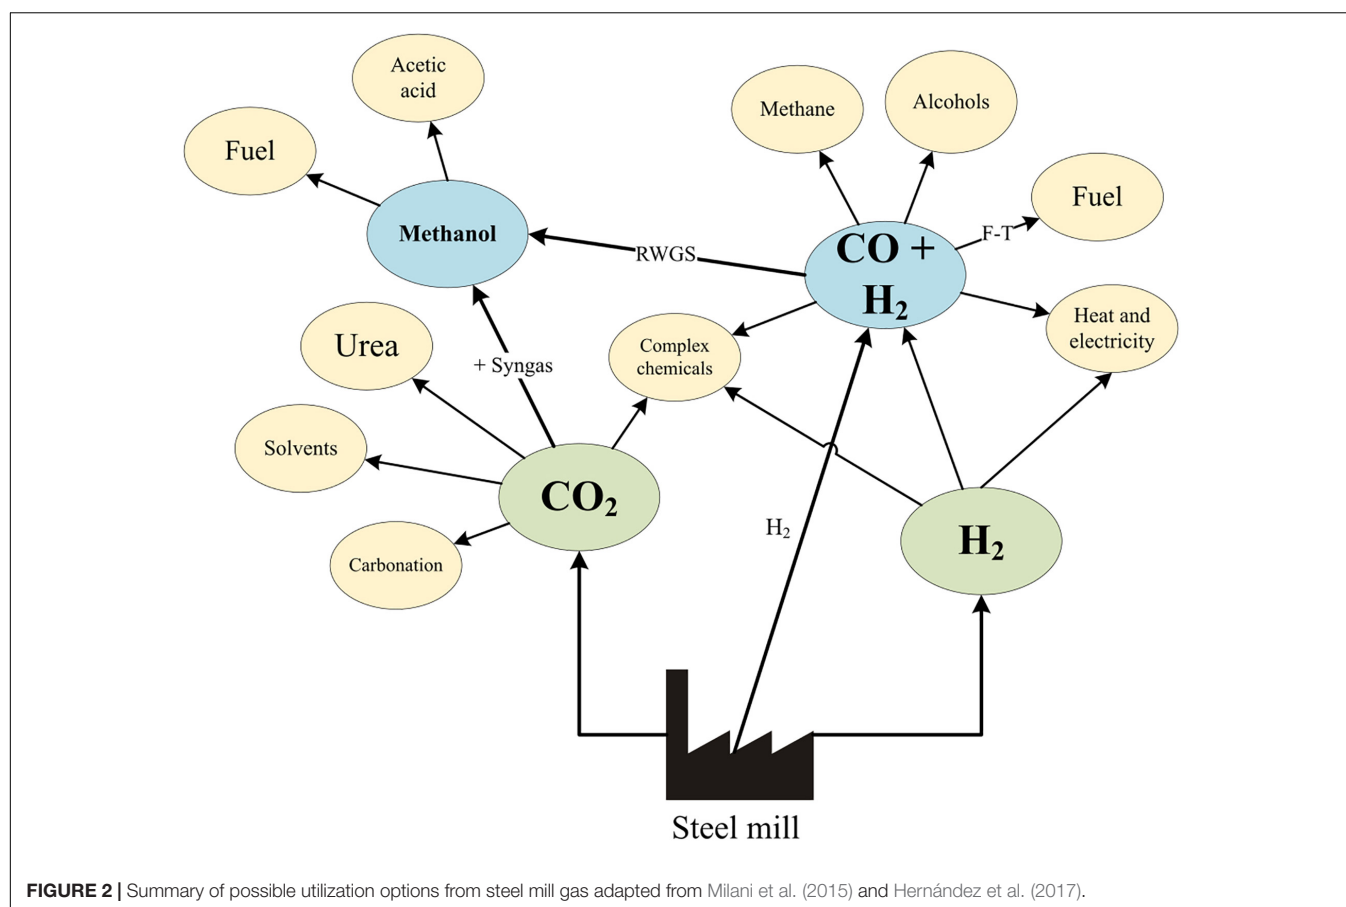 Acetic
acid
Methane
Alcohols
Fuel
Fuel
Methanol
CO +
H₂
F-T
RWGS
Heat and
electricity
Urea
Complex
chemicals
+ Syngas
Solvents
CO₂
H₂
H₂
Carbonation
Steel mill
FIGURE 2 | Summary of possible utilization options from steel mill gas adapted from Milani et al. (2015) and Hernández et al. (2017).